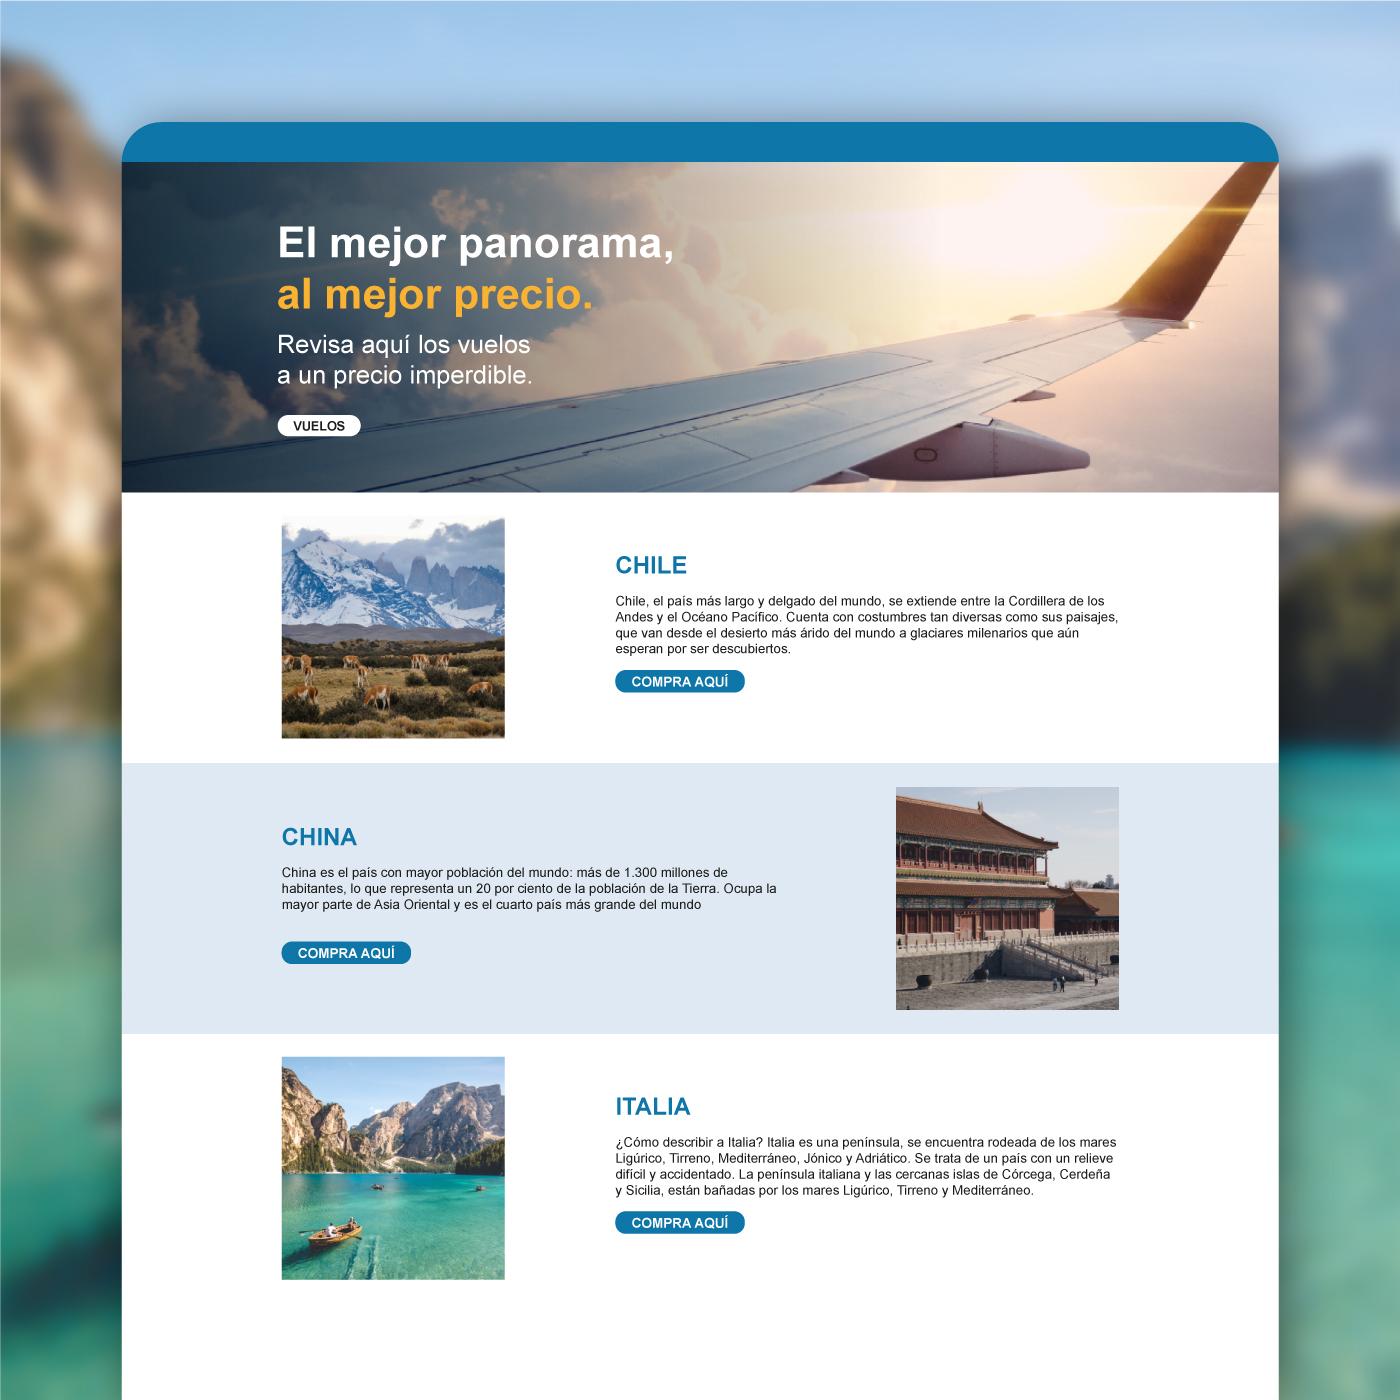 El mejor panorama,
al mejor precio.
Revisa aquí los vuelos
a un precio imperdible.
VUELOS
CHILE
Chile, el país más largo y delgado del mundo, se extiende entre la Cordillera de los
Andes y el Océano Pacífico. Cuenta con costumbres tan diversas como sus paisajes,
que van desde el desierto más árido del mundo a glaciares milenarios que aún
esperan por ser descubiertos.
COMPRA AQUÍ
CHINA
China es el país con mayor población del mundo: más de 1.300 millones de
habitantes, lo que representa un 20 por ciento de la población de la Tierra. Ocupa la
mayor parte de Asia Oriental y es el cuarto país más grande del mundo
COMPRA AQUÍ
ITALIA
¿Cómo describir a Italia? Italia es una península, se encuentra rodeada de los mares
Ligúrico, Tirreno, Mediterráneo, Jónico y Adriático. Se trata de un país con un relieve
difícil y accidentado. La península italiana y las cercanas islas de Córcega, Cerdeña
y Sicilia, están bañadas por los mares Ligúrico, Tirreno y Mediterráneo.
COMPRA AQUÍ